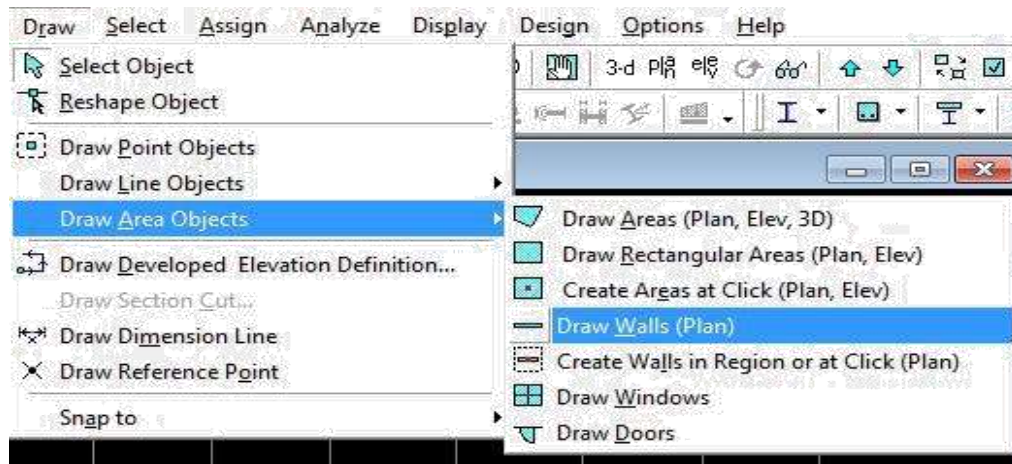 Draw Select Assign Analyze Display Design Options Help
Select Object
Reshape Object
3-d
Draw Point Objects
Draw Line Objects
Draw Area Objects
Draw Developed Elevation Definition...
Draw Section Cut...
Draw Dimension Line
Draw Reference Point
Snap to
Draw Areas (Plan, Elev, 3D)
Draw Rectangular Areas (Plan, Elev)
Create Areas at Click (Plan, Elev)
Draw Walls (Plan)
Create Walls in Region or at Click (Plan)
Draw Windows
Draw Doors